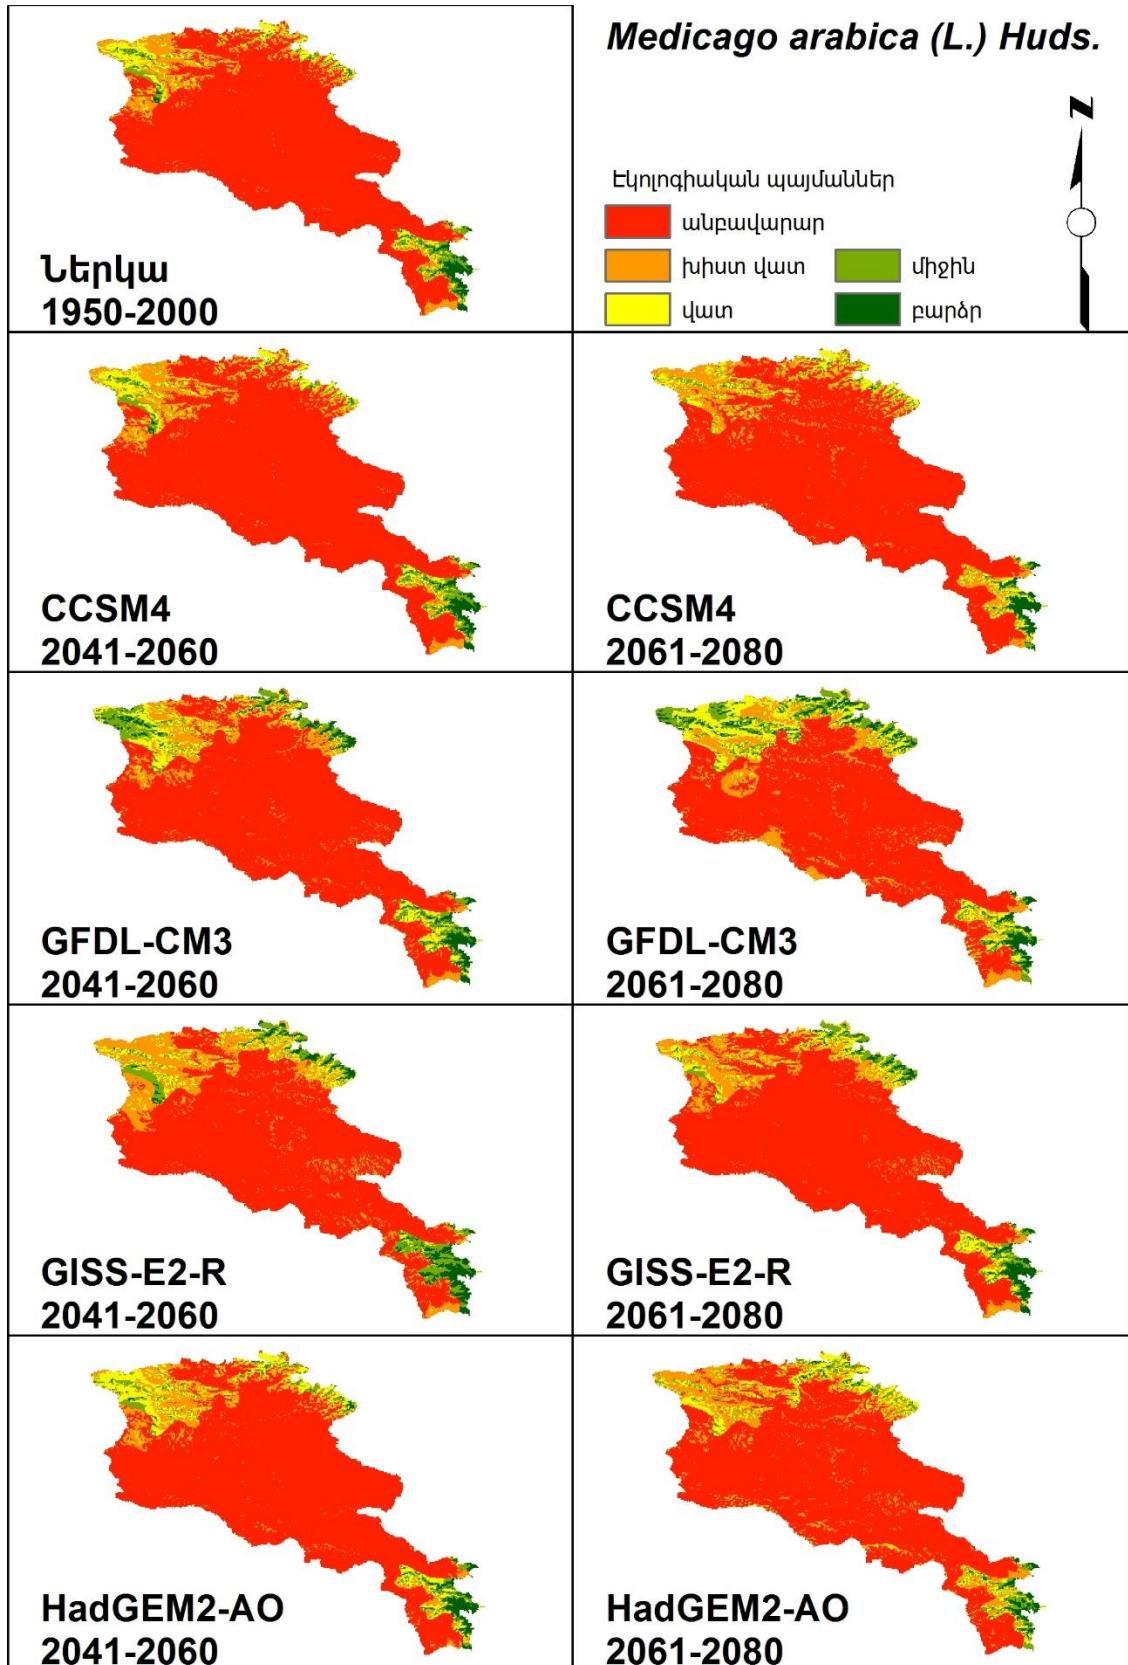 Medicago arabica (L.) Huds.
N
Էկոլոգիական պայմաններ
անբավարար
խիստ վատ
միջին
վատ
բարձր
Ներկա
1950-2000
CCSM4
2041-2060
CCSM4
2061-2080
GFDL-CM3
2041-2060
GFDL-CM3
2061-2080
GISS-E2-R
2041-2060
GISS-E2-R
2061-2080
HadGEM2-AO
2041-2060
HadGEM2-AO
2061-2080